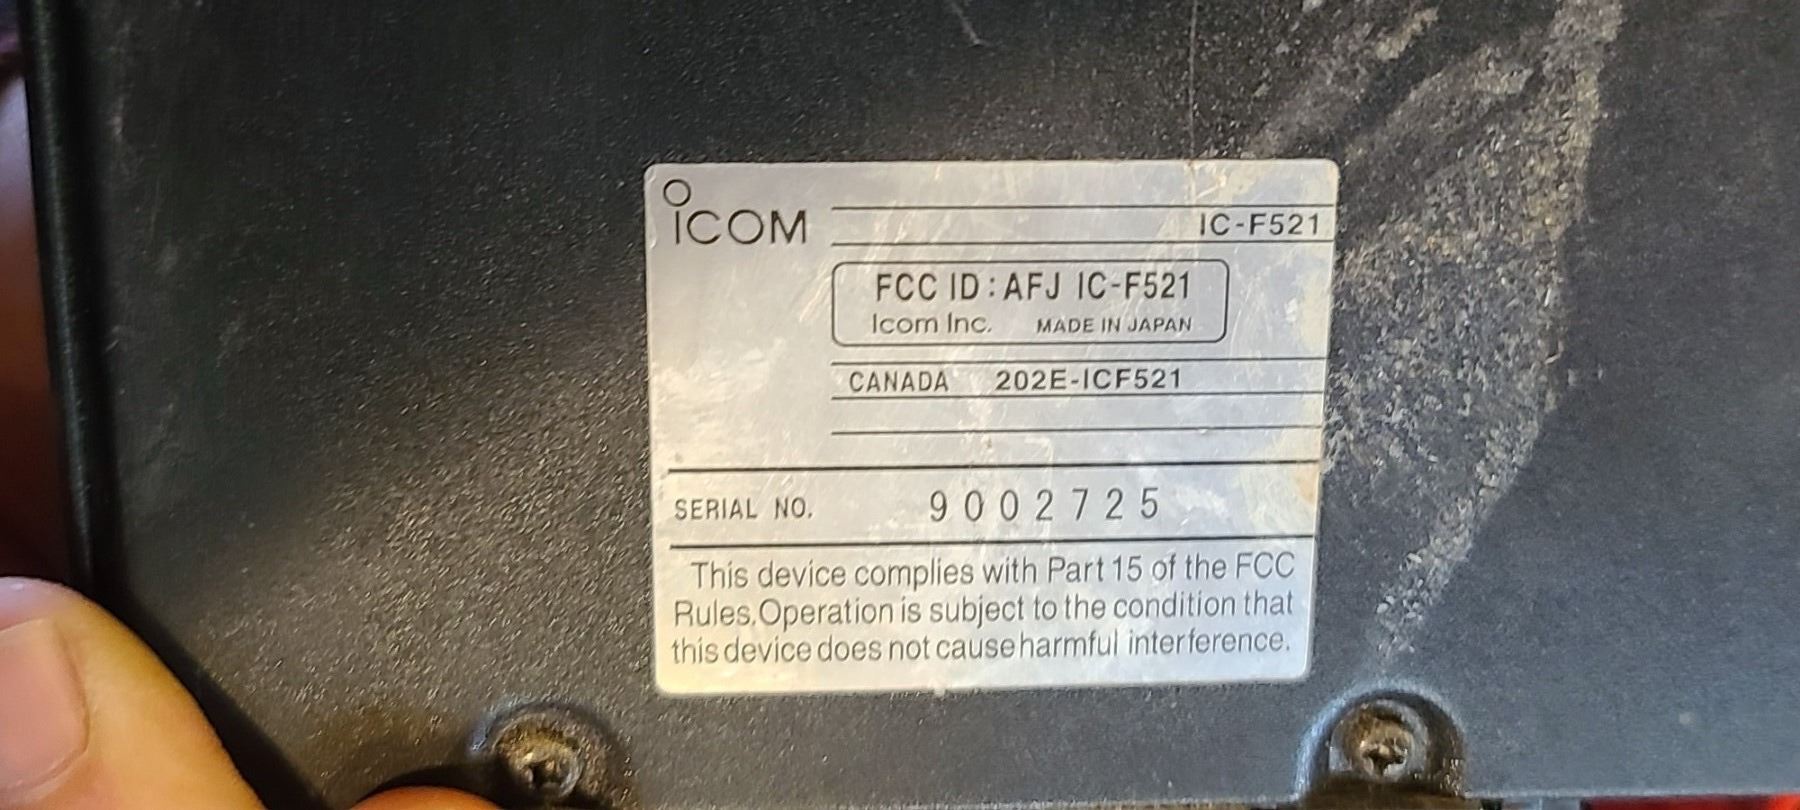 ICOM
IC-F521
FCC ID : AFJ IC-F521
Icom Inc. MADE IN JAPAN
CANADA 202E-ICF521
SERIAL NO. 9002725
This device complies with Part 15 of the FCC
Rules.Operation is subject to the condition that
this device does not cause harmful interference.